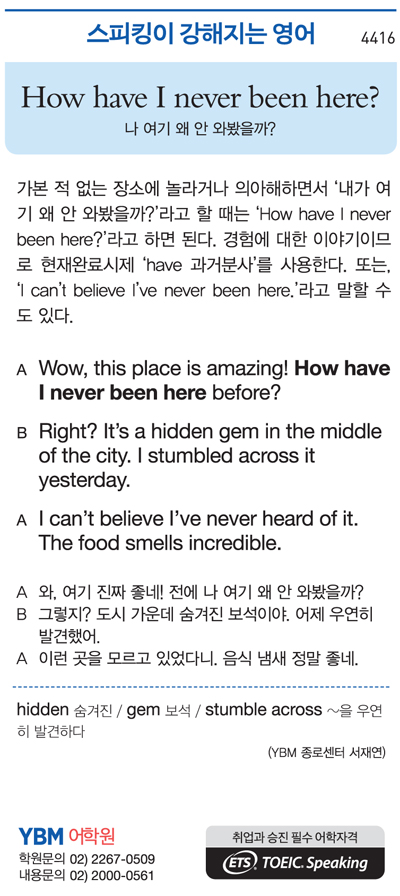 스피킹이 강해지는 영어
4416
How have I never been here?
나 여기 왜 안 와봤을까?
가본 적 없는 장소에 놀라거나 의아해하면서 ‘내가 여
기 왜 안 와봤을까?’라고 할 때는 ‘How have I never
been here?’라고 하면 된다. 경험에 대한 이야기이므
로 현재완료시제 ‘have 과거분사’를 사용한다. 또는,
‘I can’t believe I’ve never been here.’라고 말할 수
도 있다.
A Wow, this place is amazing! How have
I never been here before?
B Right? It’s a hidden gem in the middle
of the city. I stumbled across it
yesterday.
A I can’t believe I’ve never heard of it.
The food smells incredible.
A 와, 여기 진짜 좋네! 전에 나 여기 왜 안 와봤을까?
B 그렇지? 도시 가운데 숨겨진 보석이야. 어제 우연히
발견했어.
A 이런 곳을 모르고 있었다니. 음식 냄새 정말 좋네.
hidden 숨겨진 / gem 보석 / stumble across ~을 우연
히 발견하다
(YBM 종로센터 서재연)
YBM 어학원
학원문의 02) 2267-0509
내용문의 02) 2000-0561
취업과 승진 필수 어학자격
ETS TOEIC. Speaking